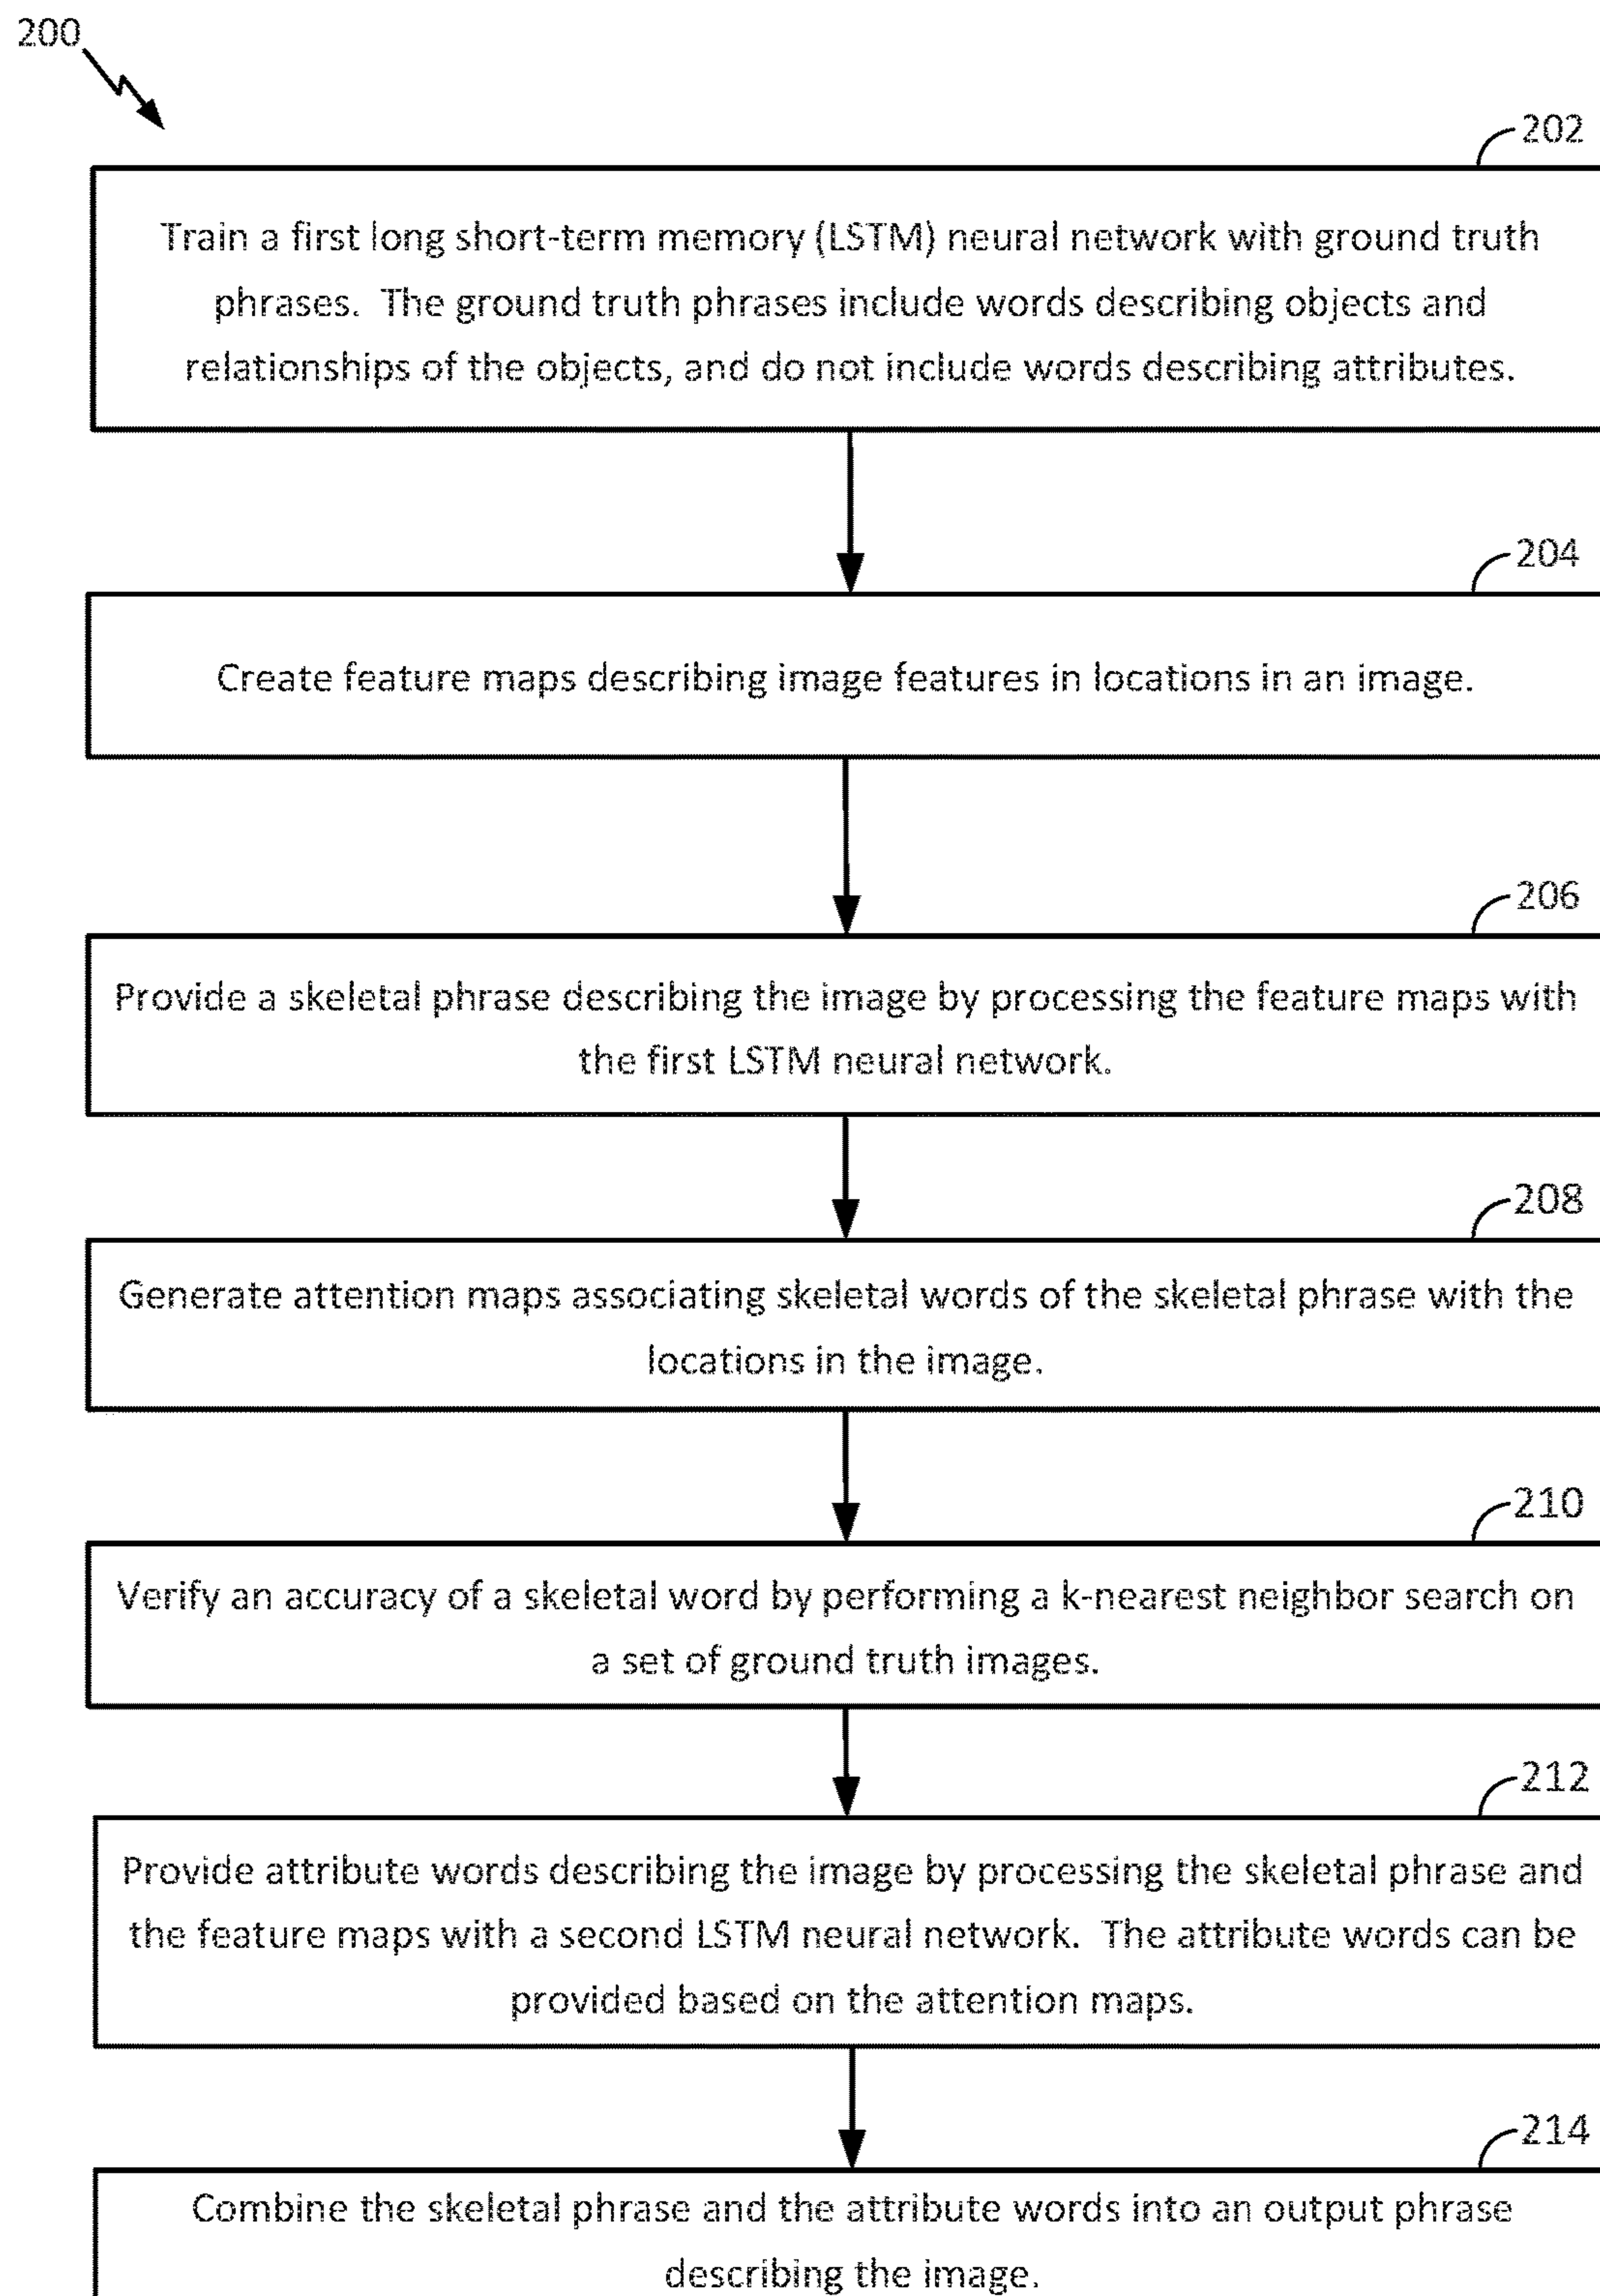 200
202
Train a first long short-term memory (LSTM) neural network with ground truth
phrases. The ground truth phrases include words describing objects and
relationships of the objects, and do not include words describing attributes.
204
Create feature maps describing image features in locations in an image.
206
Provide a skeletal phrase describing the image by processing the feature maps with
the first LSTM neural network.
208
Generate attention maps associating skeletal words of the skeletal phrase with the
locations in the image.
210
Verify an accuracy of a skeletal word by performing a k-nearest neighbor search on
a set of ground truth images.
212
Provide attribute words describing the image by processing the skeletal phrase and
the feature maps with a second LSTM neural network. The attribute words can be
provided based on the attention maps.
214
Combine the skeletal phrase and the attribute words into an output phrase
describing the image.